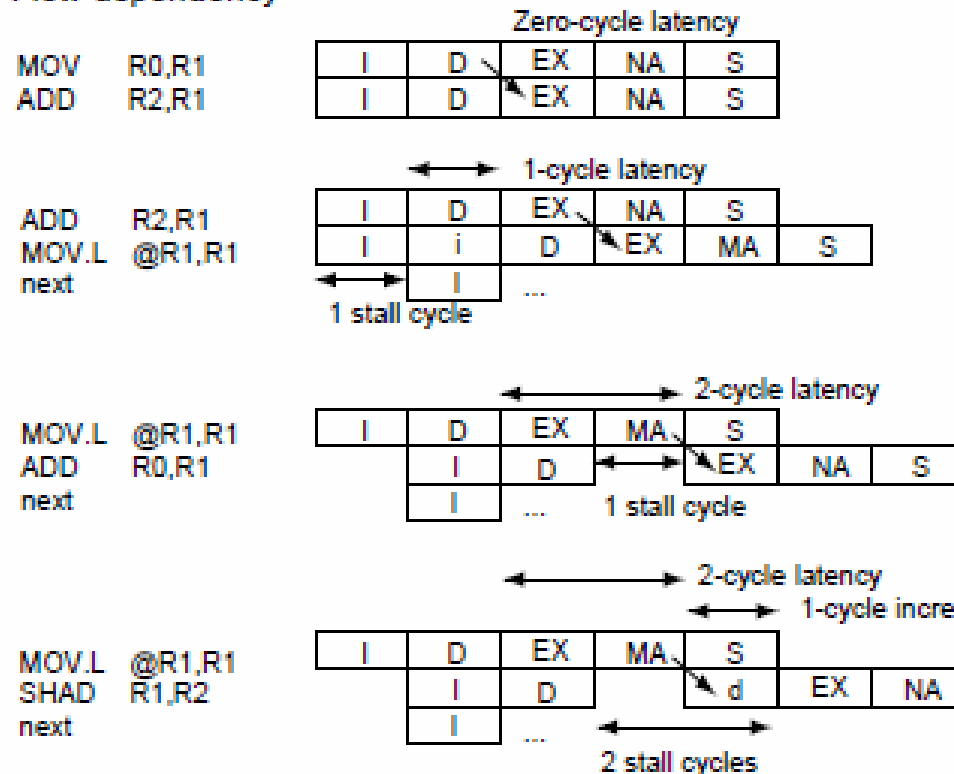 Zero-cycle latency
MOV R0,R1 I D EX NA S
ADD R2,R1 I D EX NA S
1-cycle latency
ADD R2,R1 I D EX NA S
MOV.L @R1,R1 I i D EX MA S
next I ...
1 stall cycle
2-cycle latency
MOV.L @R1,R1 I D EX MA S
ADD R0,R1 I D EX NA S
next I ... 1 stall cycle
2-cycle latency
1-cycle incre
MOV.L @R1,R1 I D EX MA S
SHAD R1,R2 I D d EX NA
next I ...
2 stall cycles